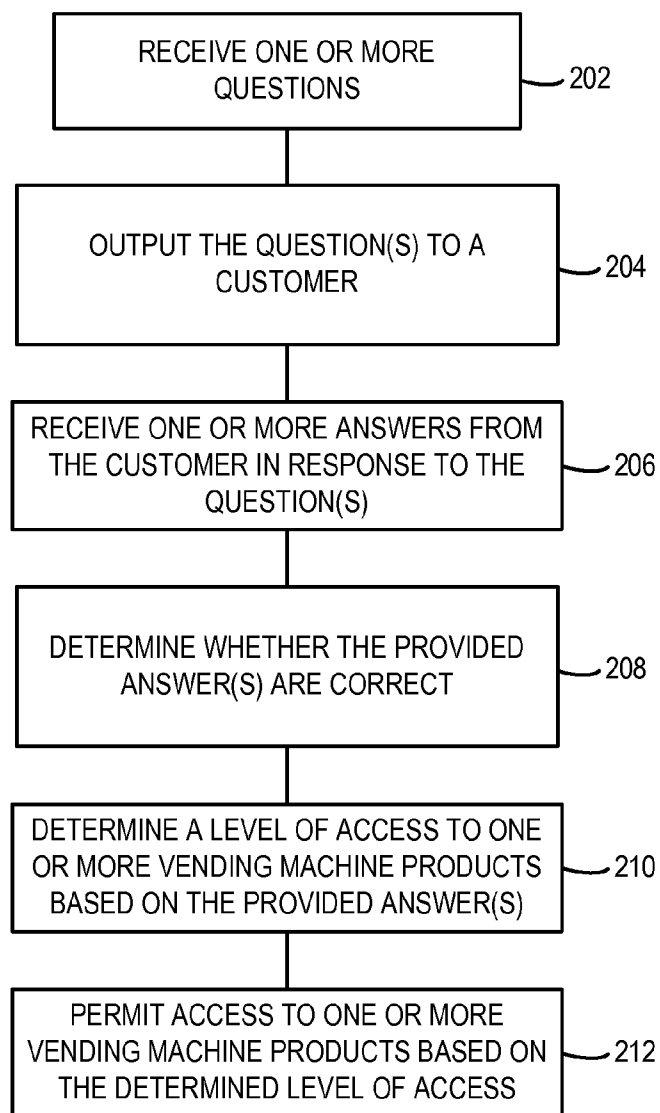 RECEIVE ONE OR MORE
QUESTIONS
202
OUTPUT THE QUESTION(S) TO A
CUSTOMER
204
RECEIVE ONE OR MORE ANSWERS FROM
THE CUSTOMER IN RESPONSE TO THE
QUESTION(S)
206
DETERMINE WHETHER THE PROVIDED
ANSWER(S) ARE CORRECT
208
DETERMINE A LEVEL OF ACCESS TO ONE
OR MORE VENDING MACHINE PRODUCTS
BASED ON THE PROVIDED ANSWER(S)
210
PERMIT ACCESS TO ONE OR MORE
VENDING MACHINE PRODUCTS BASED ON
THE DETERMINED LEVEL OF ACCESS
212